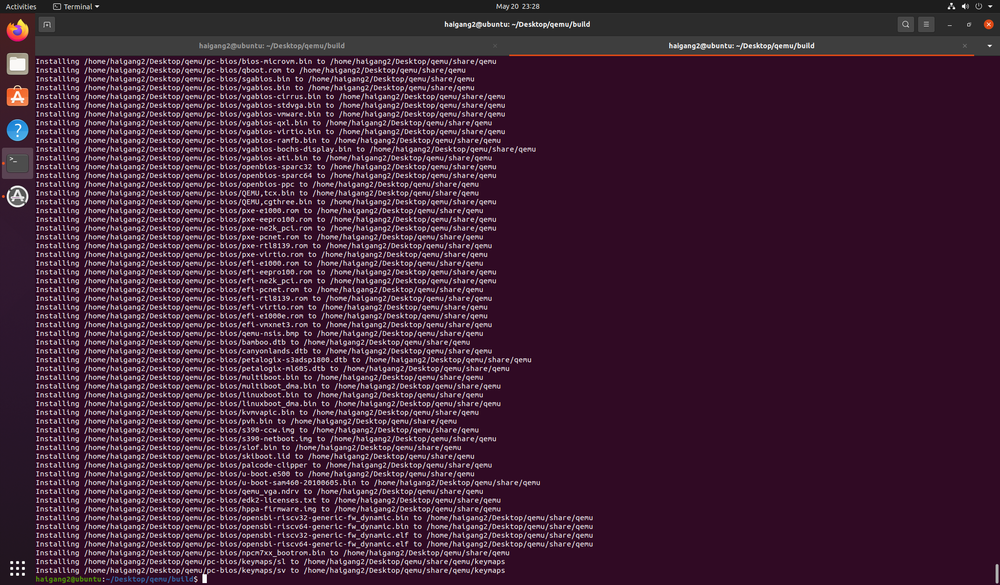 Activities
Terminal
May 20 23:28
haigang2@ubuntu: ~/Desktop/qemu/build
haigang2@ubuntu: ~/Desktop/qemu/build
haigang2@ubuntu: ~/Desktop/qemu/build
Installing /home/haigang2/Desktop/qemu/pc-bios/bios-microvm.bin to /home/haigang2/Desktop/qemu/share/qemu
Installing /home/haigang2/Desktop/qemu/pc-bios/qboot.rom to /home/haigang2/Desktop/qemu/share/qemu
Installing /home/haigang2/Desktop/qemu/pc-bios/sgabios.bin to /home/haigang2/Desktop/qemu/share/qemu
Installing /home/haigang2/Desktop/qemu/pc-bios/vgabios.bin to /home/haigang2/Desktop/qemu/share/qemu
Installing /home/haigang2/Desktop/qemu/pc-bios/vgabios-cirrus.bin to /home/haigang2/Desktop/qemu/share/qemu
Installing /home/haigang2/Desktop/qemu/pc-bios/vgabios-stdvga.bin to /home/haigang2/Desktop/qemu/share/qemu
Installing /home/haigang2/Desktop/qemu/pc-bios/vgabios-vmware.bin to /home/haigang2/Desktop/qemu/share/qemu
Installing /home/haigang2/Desktop/qemu/pc-bios/vgabios-qxl.bin to /home/haigang2/Desktop/qemu/share/qemu
Installing /home/haigang2/Desktop/qemu/pc-bios/vgabios-virtio.bin to /home/haigang2/Desktop/qemu/share/qemu
Installing /home/haigang2/Desktop/qemu/pc-bios/vgabios-ramfb.bin to /home/haigang2/Desktop/qemu/share/qemu
Installing /home/haigang2/Desktop/qemu/pc-bios/vgabios-bochs-display.bin to /home/haigang2/Desktop/qemu/share/qemu
Installing /home/haigang2/Desktop/qemu/pc-bios/vgabios-ati.bin to /home/haigang2/Desktop/qemu/share/qemu
Installing /home/haigang2/Desktop/qemu/pc-bios/openbios-sparc32 to /home/haigang2/Desktop/qemu/share/qemu
Installing /home/haigang2/Desktop/qemu/pc-bios/openbios-sparc64 to /home/haigang2/Desktop/qemu/share/qemu
Installing /home/haigang2/Desktop/qemu/pc-bios/openbios-ppc to /home/haigang2/Desktop/qemu/share/qemu
Installing /home/haigang2/Desktop/qemu/pc-bios/QEMU,tcx.bin to /home/haigang2/Desktop/qemu/share/qemu
Installing /home/haigang2/Desktop/qemu/pc-bios/QEMU,cgthree.bin to /home/haigang2/Desktop/qemu/share/qemu
Installing /home/haigang2/Desktop/qemu/pc-bios/pxe-e1000.rom to /home/haigang2/Desktop/qemu/share/qemu
Installing /home/haigang2/Desktop/qemu/pc-bios/pxe-eepro100.rom to /home/haigang2/Desktop/qemu/share/qemu
Installing /home/haigang2/Desktop/qemu/pc-bios/pxe-ne2k_pci.rom to /home/haigang2/Desktop/qemu/share/qemu
Installing /home/haigang2/Desktop/qemu/pc-bios/pxe-pcnet.rom to /home/haigang2/Desktop/qemu/share/qemu
Installing /home/haigang2/Desktop/qemu/pc-bios/pxe-rtl8139.rom to /home/haigang2/Desktop/qemu/share/qemu
Installing /home/haigang2/Desktop/qemu/pc-bios/pxe-virtio.rom to /home/haigang2/Desktop/qemu/share/qemu
Installing /home/haigang2/Desktop/qemu/pc-bios/efi-e1000.rom to /home/haigang2/Desktop/qemu/share/qemu
Installing /home/haigang2/Desktop/qemu/pc-bios/efi-eepro100.rom to /home/haigang2/Desktop/qemu/share/qemu
Installing /home/haigang2/Desktop/qemu/pc-bios/efi-ne2k_pci.rom to /home/haigang2/Desktop/qemu/share/qemu
Installing /home/haigang2/Desktop/qemu/pc-bios/efi-pcnet.rom to /home/haigang2/Desktop/qemu/share/qemu
Installing /home/haigang2/Desktop/qemu/pc-bios/efi-rtl8139.rom to /home/haigang2/Desktop/qemu/share/qemu
Installing /home/haigang2/Desktop/qemu/pc-bios/efi-virtio.rom to /home/haigang2/Desktop/qemu/share/qemu
Installing /home/haigang2/Desktop/qemu/pc-bios/efi-e1000e.rom to /home/haigang2/Desktop/qemu/share/qemu
Installing /home/haigang2/Desktop/qemu/pc-bios/efi-vmxnet3.rom to /home/haigang2/Desktop/qemu/share/qemu
Installing /home/haigang2/Desktop/qemu/pc-bios/qemu-nsis.bmp to /home/haigang2/Desktop/qemu/share/qemu
Installing /home/haigang2/Desktop/qemu/pc-bios/bamboo.dtb to /home/haigang2/Desktop/qemu/share/qemu
Installing /home/haigang2/Desktop/qemu/pc-bios/canyonlands.dtb to /home/haigang2/Desktop/qemu/share/qemu
Installing /home/haigang2/Desktop/qemu/pc-bios/petalogix-s3adsp1800.dtb to /home/haigang2/Desktop/qemu/share/qemu
Installing /home/haigang2/Desktop/qemu/pc-bios/petalogix-ml605.dtb to /home/haigang2/Desktop/qemu/share/qemu
Installing /home/haigang2/Desktop/qemu/pc-bios/multiboot.bin to /home/haigang2/Desktop/qemu/share/qemu
Installing /home/haigang2/Desktop/qemu/pc-bios/multiboot_dma.bin to /home/haigang2/Desktop/qemu/share/qemu
Installing /home/haigang2/Desktop/qemu/pc-bios/linuxboot.bin to /home/haigang2/Desktop/qemu/share/qemu
Installing /home/haigang2/Desktop/qemu/pc-bios/linuxboot_dma.bin to /home/haigang2/Desktop/qemu/share/qemu
Installing /home/haigang2/Desktop/qemu/pc-bios/kvmvapic.bin to /home/haigang2/Desktop/qemu/share/qemu
Installing /home/haigang2/Desktop/qemu/pc-bios/pvh.bin to /home/haigang2/Desktop/qemu/share/qemu
Installing /home/haigang2/Desktop/qemu/pc-bios/s390-ccw.img to /home/haigang2/Desktop/qemu/share/qemu
Installing /home/haigang2/Desktop/qemu/pc-bios/s390-netboot.img to /home/haigang2/Desktop/qemu/share/qemu
Installing /home/haigang2/Desktop/qemu/pc-bios/slof.bin to /home/haigang2/Desktop/qemu/share/qemu
Installing /home/haigang2/Desktop/qemu/pc-bios/skiboot.lid to /home/haigang2/Desktop/qemu/share/qemu
Installing /home/haigang2/Desktop/qemu/pc-bios/palcode-clipper to /home/haigang2/Desktop/qemu/share/qemu
Installing /home/haigang2/Desktop/qemu/pc-bios/u-boot.e500 to /home/haigang2/Desktop/qemu/share/qemu
Installing /home/haigang2/Desktop/qemu/pc-bios/u-boot-sam460-20100605.bin to /home/haigang2/Desktop/qemu/share/qemu
Installing /home/haigang2/Desktop/qemu/pc-bios/qemu_vga.ndrv to /home/haigang2/Desktop/qemu/share/qemu
Installing /home/haigang2/Desktop/qemu/pc-bios/edk2-licenses.txt to /home/haigang2/Desktop/qemu/share/qemu
Installing /home/haigang2/Desktop/qemu/pc-bios/hppa-firmware.img to /home/haigang2/Desktop/qemu/share/qemu
Installing /home/haigang2/Desktop/qemu/pc-bios/opensbi-riscv32-generic-fw_dynamic.bin to /home/haigang2/Desktop/qemu/share/qemu
Installing /home/haigang2/Desktop/qemu/pc-bios/opensbi-riscv64-generic-fw_dynamic.bin to /home/haigang2/Desktop/qemu/share/qemu
Installing /home/haigang2/Desktop/qemu/pc-bios/opensbi-riscv32-generic-fw_dynamic.elf to /home/haigang2/Desktop/qemu/share/qemu
Installing /home/haigang2/Desktop/qemu/pc-bios/opensbi-riscv64-generic-fw_dynamic.elf to /home/haigang2/Desktop/qemu/share/qemu
Installing /home/haigang2/Desktop/qemu/pc-bios/npcm7xx_bootrom.bin to /home/haigang2/Desktop/qemu/share/qemu
Installing /home/haigang2/Desktop/qemu/pc-bios/keymaps/sl to /home/haigang2/Desktop/qemu/share/qemu/keymaps
Installing /home/haigang2/Desktop/qemu/pc-bios/keymaps/sv to /home/haigang2/Desktop/qemu/share/qemu/keymaps
haigang2@ubuntu:~/Desktop/qemu/build$